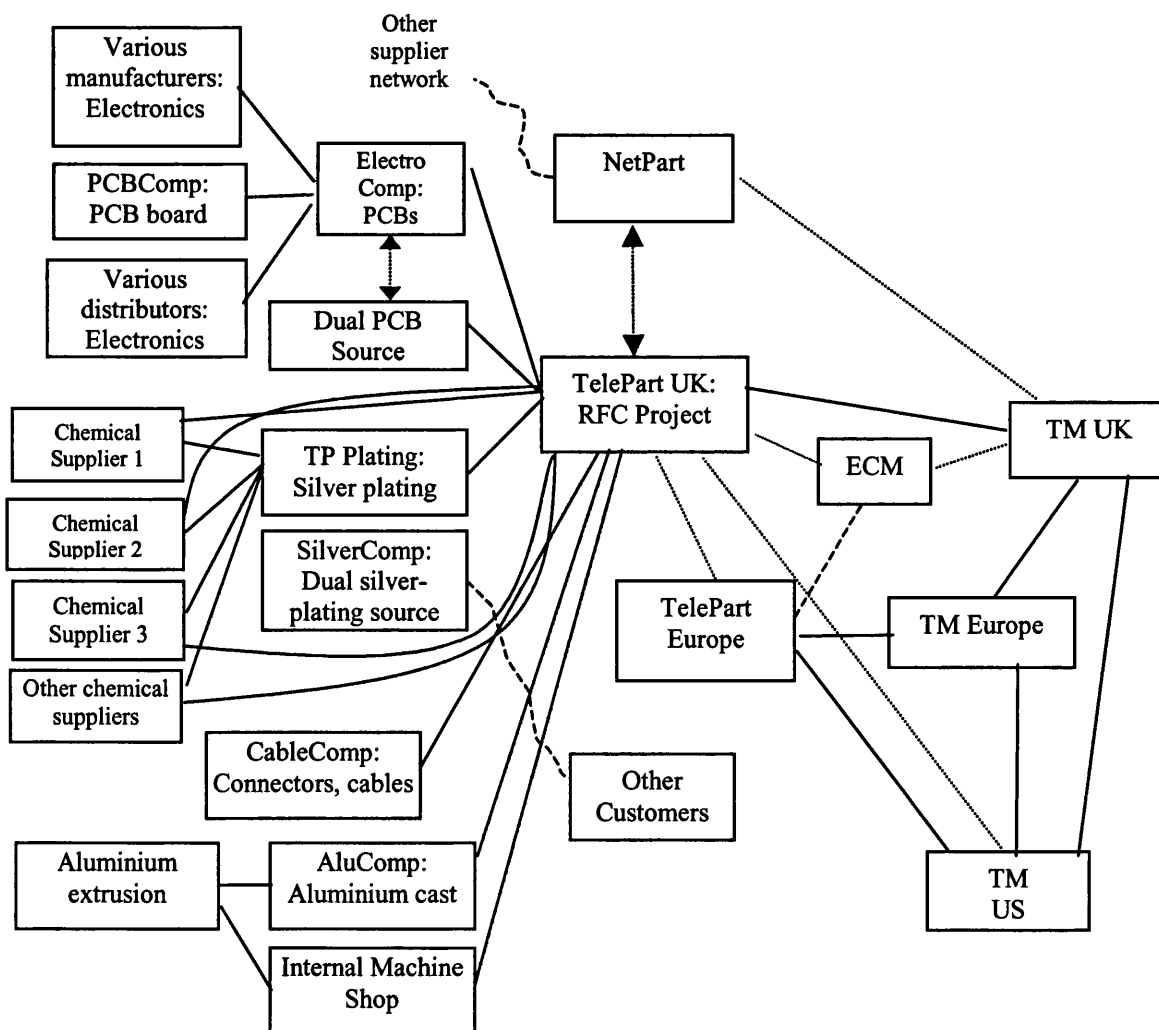 Other
supplier
network
Various
manufacturers:
Electronics
NetPart
Electro
Comp:
PCBs
PCBComp:
PCB board
Various
distributors:
Electronics
Dual PCB
Source
TelePart UK:
RFC Project
TM UK
Chemical
Supplier 1
TP Plating:
Silver plating
ECM
Chemical
Supplier 2
SilverComp:
Dual silver-
plating source
TelePart
Europe
TM Europe
Chemical
Supplier 3
Other chemical
suppliers
CableComp:
Connectors, cables
Other
Customers
Aluminium
extrusion
AluComp:
Aluminium cast
TM
US
Internal Machine
Shop